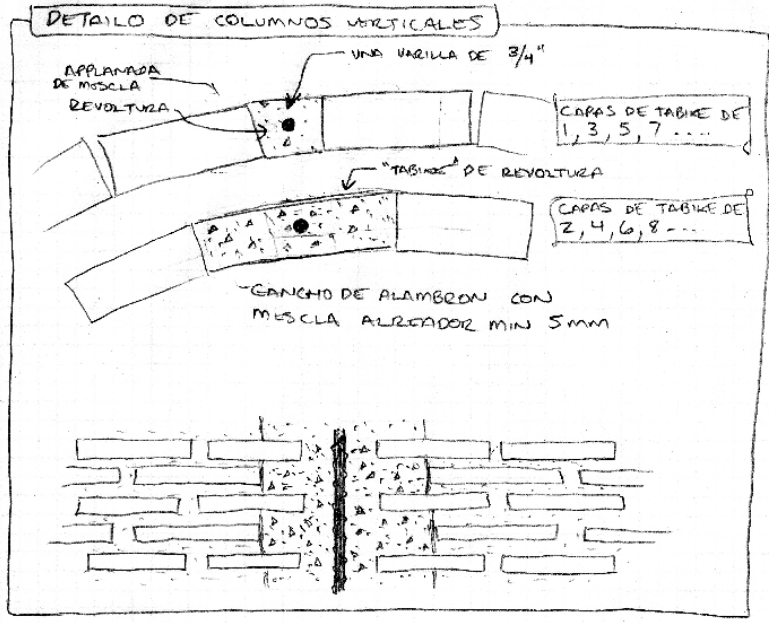 DETAILO DE COLUMNOS VERTICALES
UNA VARILLA DE 3/4"
APPLANADA
DE MOSCLA
REVOLTURA
CAPAS DE TABIKE DE
1, 3, 5, 7 ....
"TABIKE" DE REVOLTURA
CAPAS DE TABIKE DE
2, 4, 6, 8 ....
-GANCHO DE ALAMBRON CON
MESCLA ALREADOR MIN 5mm